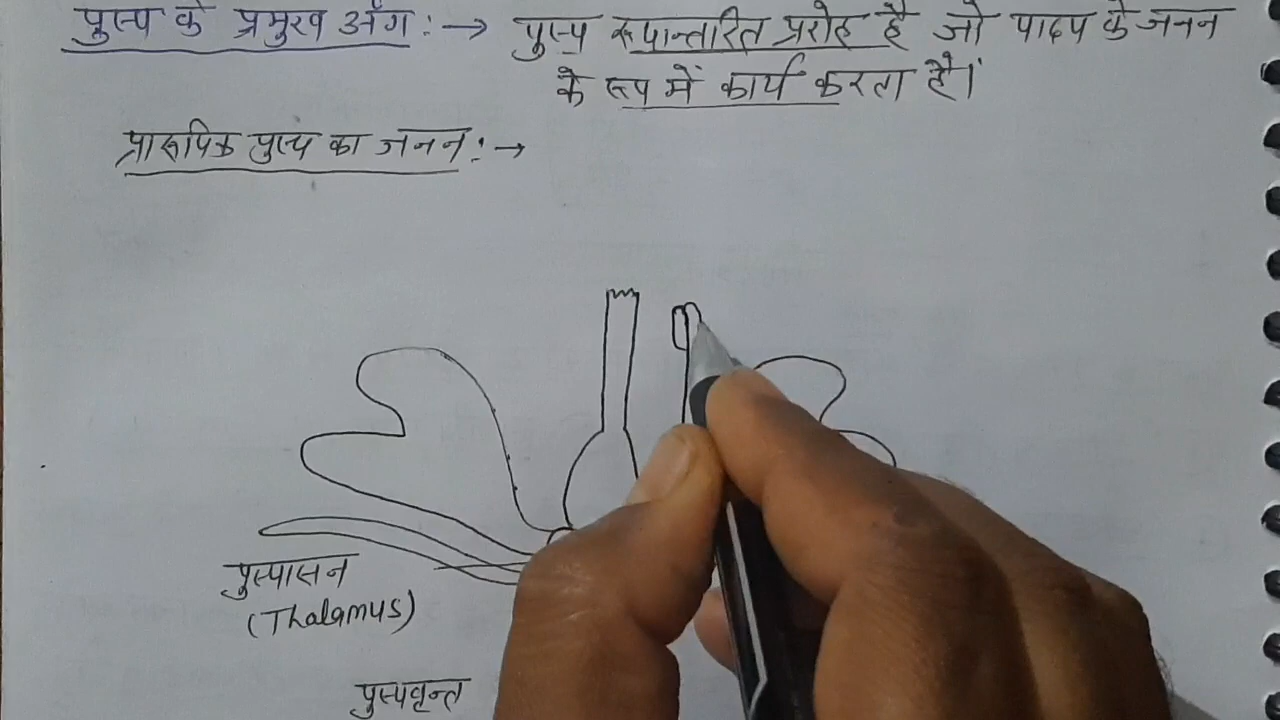 पुष्प के प्रमुख अंग :→ पुष्प रूपान्तरित प्ररोह है जो पादप के जनन
के रूप में कार्य करता है।
प्रारूपिक पुष्प का जनन :→
पुष्पासन
(Thalamus)
पुष्पवृन्त